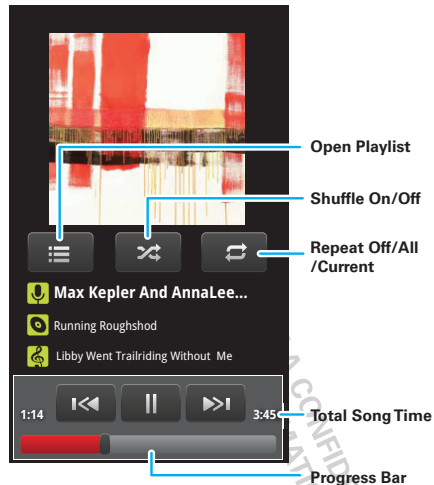 Open Playlist
Shuffle On/Off
Repeat Off/All
/Current
Max Kepler And AnnaLee...
Running Roughshod
Libby Went Trailriding Without Me
1:14
3:45
Total Song Time
Progress Bar
A CONFID